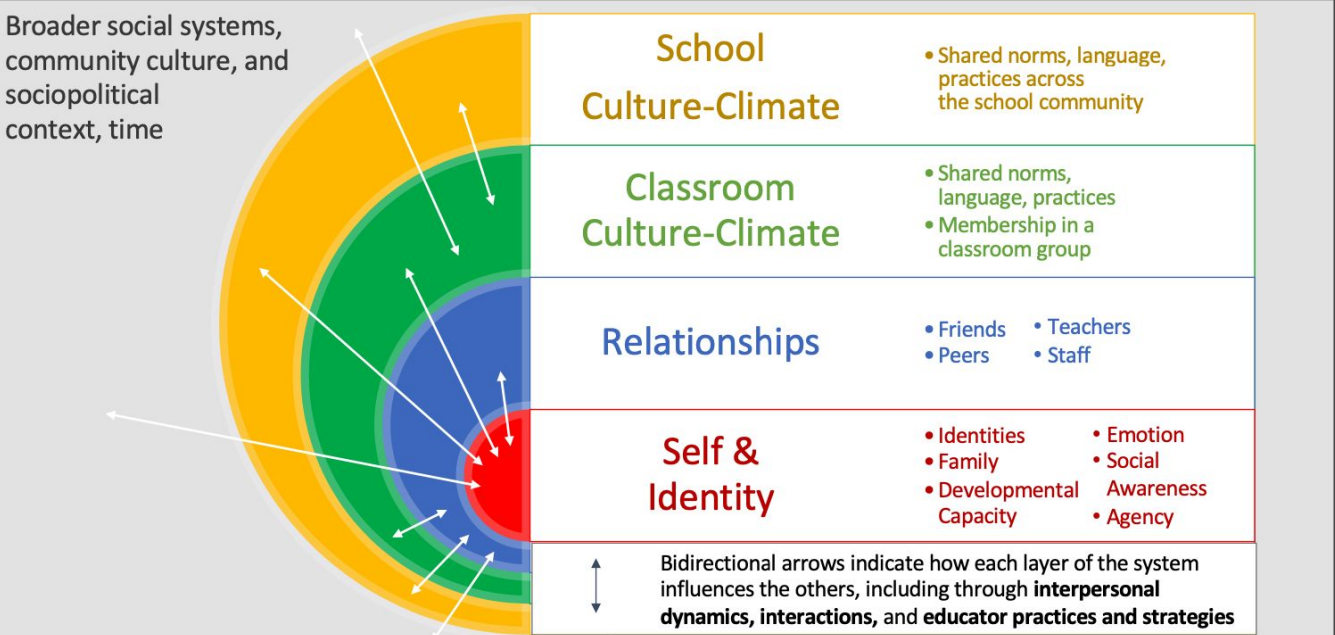 Broader social systems,
community culture, and
sociopolitical
context, time
School
Culture-Climate
• Shared norms, language,
practices across
the school community
Classroom
Culture-Climate
• Shared norms,
language, practices
• Membership in a
classroom group
Relationships
• Friends
• Peers
• Teachers
• Staff
Self &
Identity
• Identities
• Family
• Developmental
Capacity
• Emotion
• Social
Awareness
• Agency
Bidirectional arrows indicate how each layer of the system
influences the others, including through interpersonal
dynamics, interactions, and educator practices and strategies